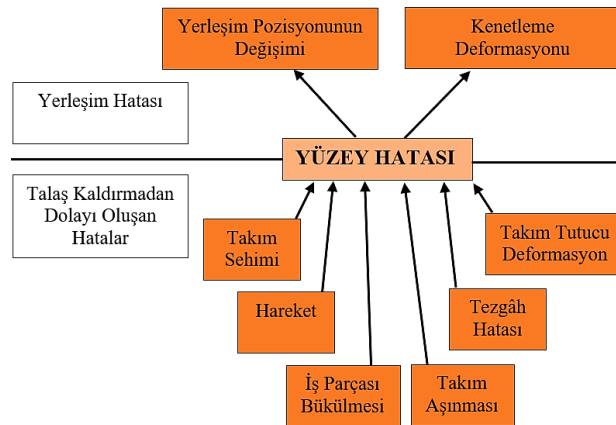 Yerleşim Pozisyonunun
Değişimi
Kenetleme
Deformasyonu
Yerleşim Hatası
YÜZEY HATASI
Talaş Kaldırmadan
Dolayı Oluşan
Hatalar
Takım
Sehimi
Takım Tutucu
Deformasyon
Hareket
Tezgâh
Hatası
İş Parçası
Bükülmesi
Takım
Aşınması